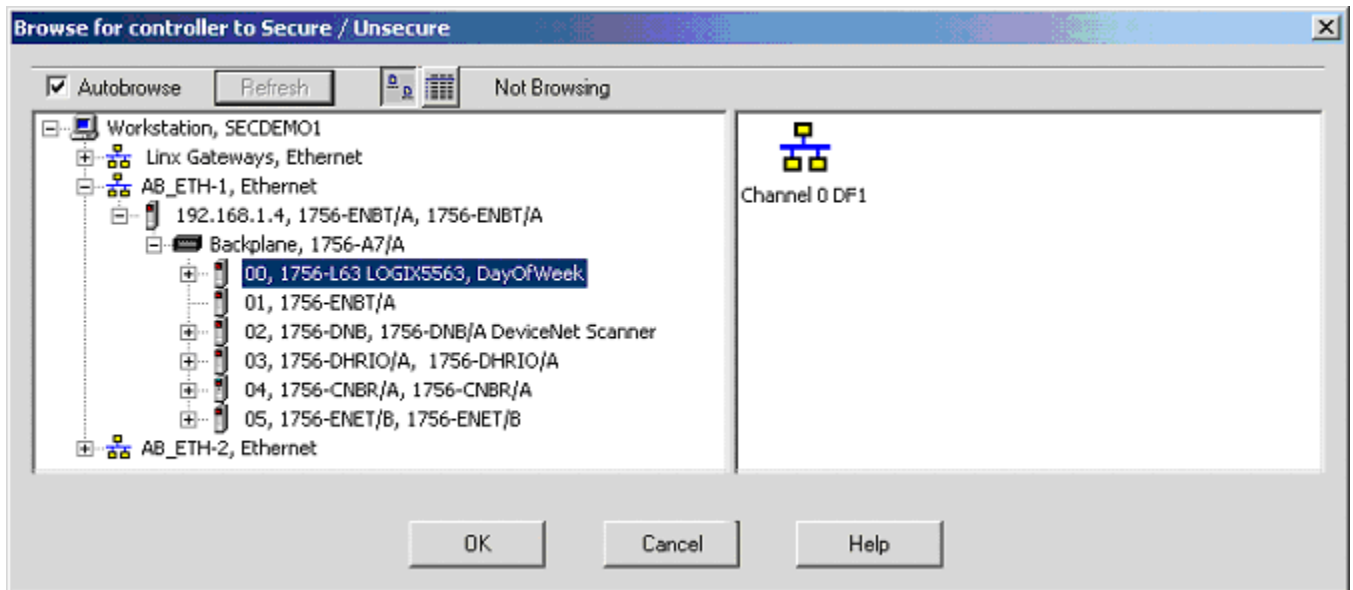 Browse for controller to Secure / Unsecure
Autobrowse Refresh Not Browsing
Workstation, SECDEMO1
Linx Gateways, Ethernet
AB_ETH-1, Ethernet
192.168.1.4, 1756-ENBT/A, 1756-ENBT/A
Backplane, 1756-A7/A
00, 1756-L63 LOGIX5563, DayOfWeek
01, 1756-ENBT/A
02, 1756-DNB, 1756-DNB/A DeviceNet Scanner
03, 1756-DHRIO/A, 1756-DHRIO/A
04, 1756-CNBR/A, 1756-CNBR/A
05, 1756-ENET/B, 1756-ENET/B
AB_ETH-2, Ethernet
Channel 0 DF1
OK Cancel Help